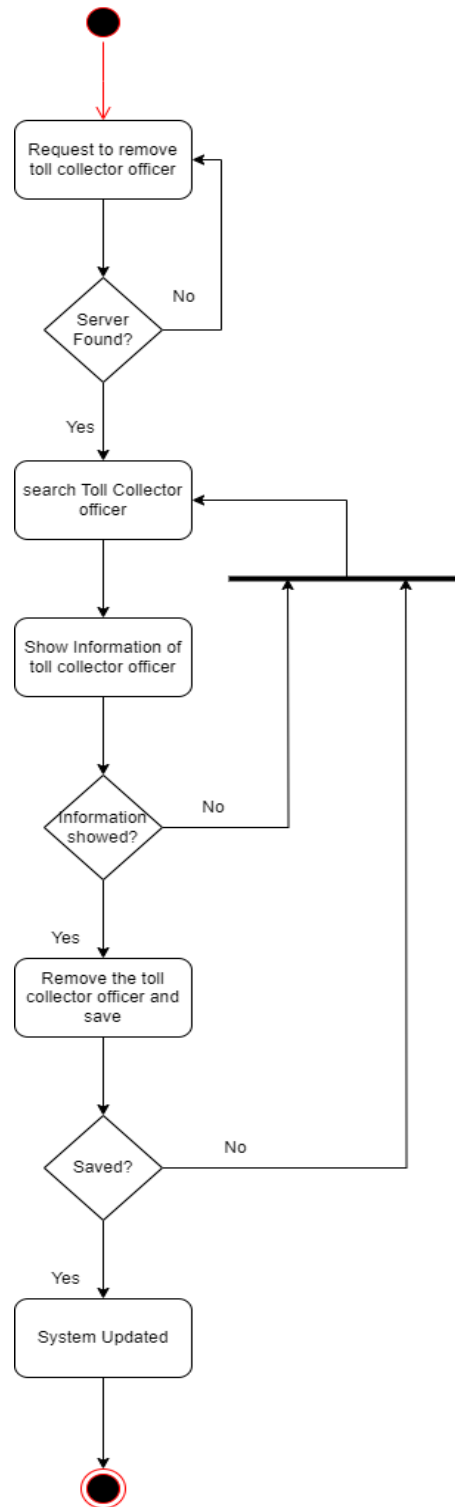 Request to remove
toll collector officer
No
Server
Found?
Yes
search Toll Collector
officer
Show Information of
toll collector officer
No
Information
showed?
Yes
Remove the toll
collector officer and
save
No
Saved?
Yes
System Updated